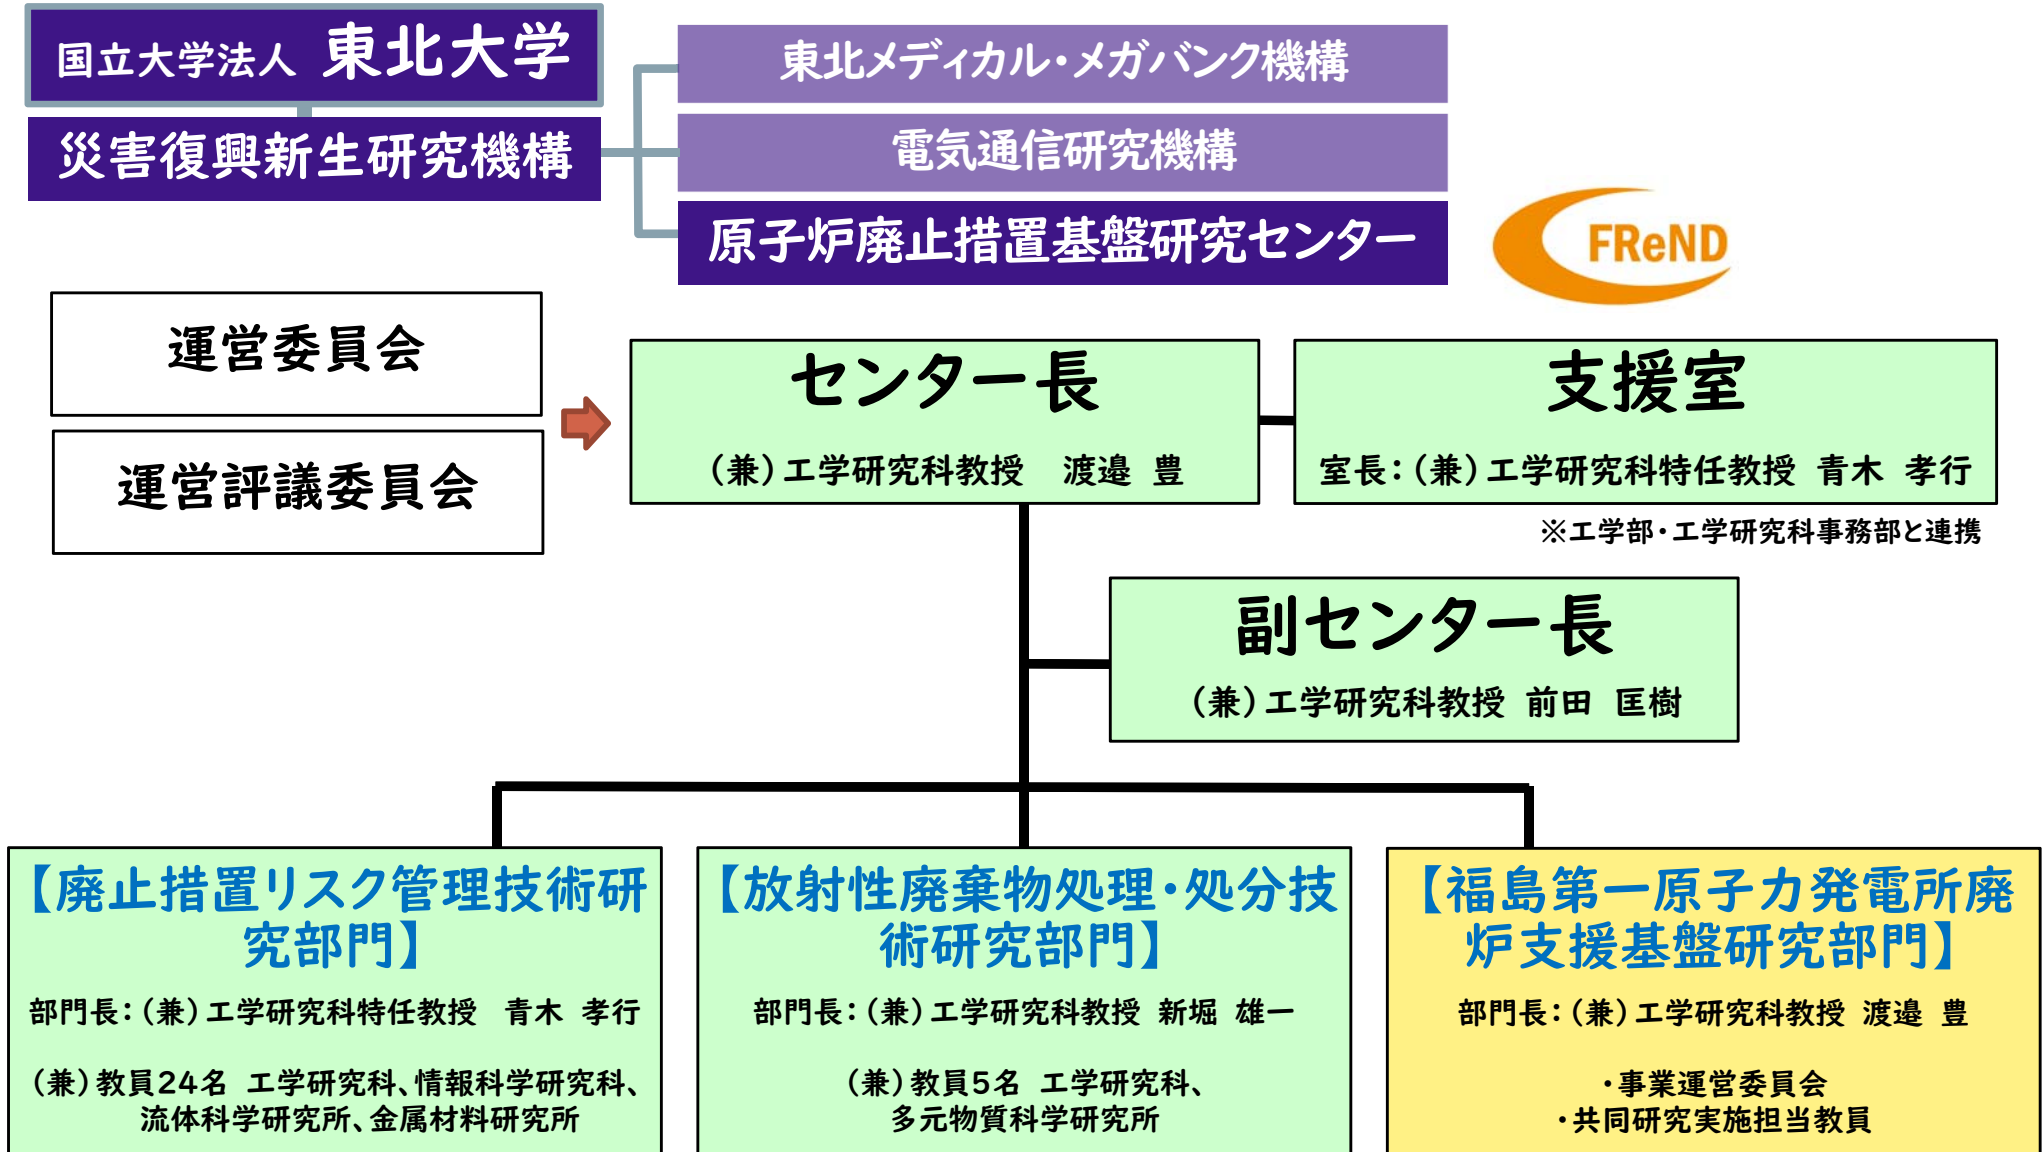 国立大学法人 東北大学
災害復興新生研究機構
東北メディカル・メガバンク機構
電気通信研究機構
原子炉廃止措置基盤研究センター
FReND
運営委員会
運営評議委員会
センター長
(兼)工学研究科教授 渡邉 豊
支援室
室長:(兼)工学研究科特任教授 青木 孝行
※工学部・工学研究科事務部と連携
副センター長
(兼)工学研究科教授 前田 匡樹
【廃止措置リスク管理技術研
究部門】
部門長:(兼)工学研究科特任教授 青木 孝行
(兼)教員24名 工学研究科、情報科学研究科、
流体科学研究所、金属材料研究所
【放射性廃棄物処理・処分技
術研究部門】
部門長:(兼)工学研究科教授 新堀 雄一
(兼)教員5名 工学研究科、
多元物質科学研究所
【福島第一原子力発電所廃
炉支援基盤研究部門】
部門長:(兼)工学研究科教授 渡邉 豊
・事業運営委員会
・共同研究実施担当教員